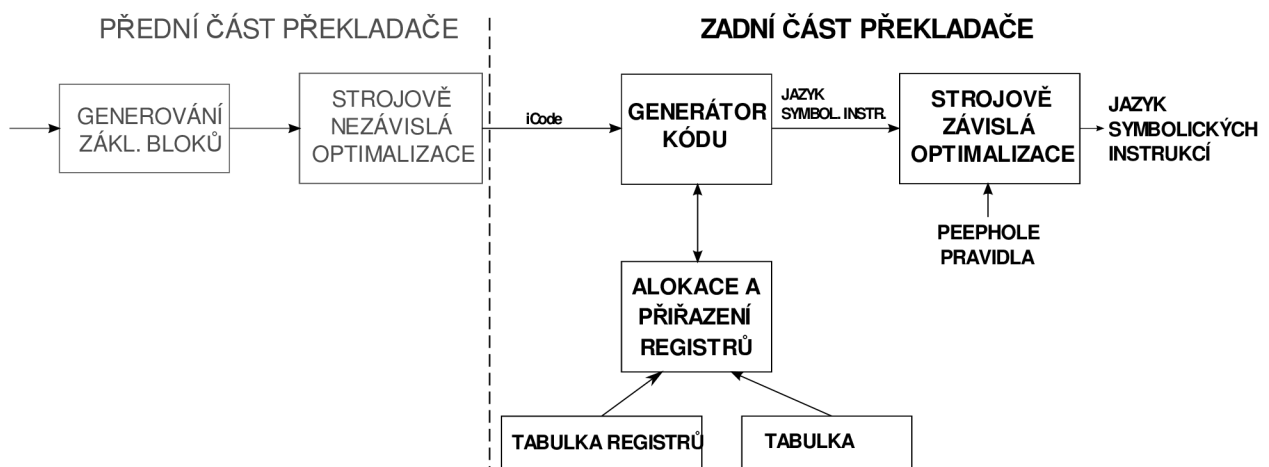 PŘEDNÍ ČÁST PŘEKLADAČE
ZADNÍ ČÁST PŘEKLADAČE
GENEROVÁNÍ
ZÁKL. BLOKŮ
STROJOVĚ
NEZÁVISLÁ
OPTIMALIZACE
iCode
GENERÁTOR
KÓDU
JAZYK
SYMBOL. INSTR.
STROJOVĚ
ZÁVISLÁ
OPTIMALIZACE
JAZYK
SYMBOLICKÝCH
INSTRUKCÍ
PEEPHOLE
PRAVIDLA
ALOKACE A
PŘIŘAZENÍ
REGISTRŮ
TABULKA REGISTRŮ
TABULKA